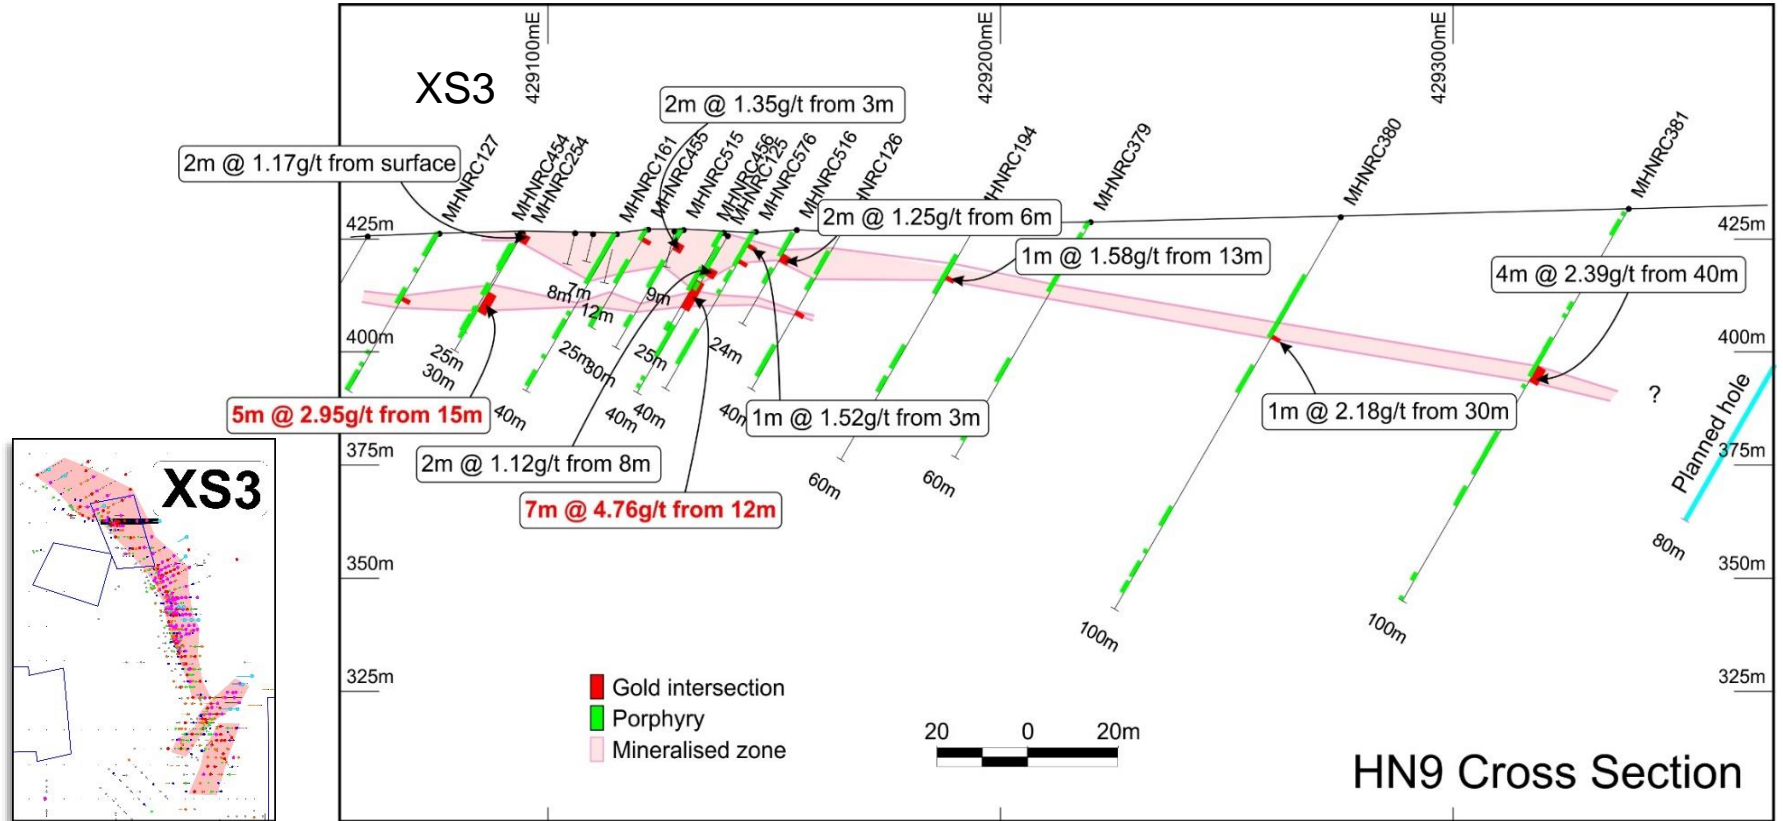 XS3
429100mE
429200mE
429300mE
2m @ 1.35g/t from 3m
2m @ 1.17g/t from surface
MHNRC127
MHNRC454
MHNRC254
MHNRC161
MHNRC455
MHNRC515
MHNRC456
MHNRC125
MHNRC576
MHNRC516
HNRC126
MHNRC194
MHNRC379
MHNRC380
MHNRC381
425m
425m
2m @ 1.25g/t from 6m
1m @ 1.58g/t from 13m
4m @ 2.39g/t from 40m
8m
7m
12m
9m
400m
400m
25m
30m
25m
30m
25m
24m
40m
40m
40m
40m
5m @ 2.95g/t from 15m
1m @ 1.52g/t from 3m
1m @ 2.18g/t from 30m
?
Planned hole
2m @ 1.12g/t from 8m
375m
375m
60m
60m
7m @ 4.76g/t from 12m
XS3
80m
350m
350m
100m
100m
325m
325m
Gold intersection
Porphyry
Mineralised zone
20 0 20m
HN9 Cross Section